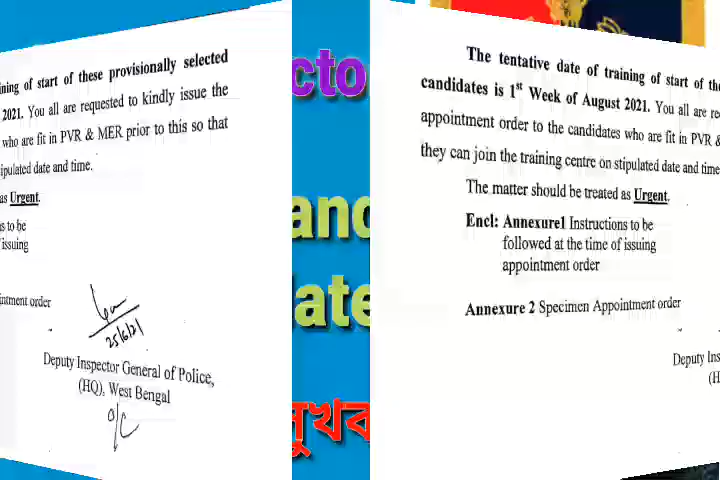 ining of start of these provisionally selected
2021. You all are requested to kindly issue the
who are fit in PVR & MER prior to this so that
tipulated date and time.
as Urgent.
s to be
issuing
intment order
25/6/21
Deputy Inspector General of Police,
(HQ), West Bengal
o/c
cto
and
late
সুখব
The tentative date of training of start of the
candidates is 1st Week of August 2021. You all are re
appointment order to the candidates who are fit in PVR &
they can join the training centre on stipulated date and time
The matter should be treated as Urgent.
Encl: Annexure1 Instructions to be
followed at the time of issuing
appointment order
Annexure 2 Specimen Appointment order
Deputy Ins
(H